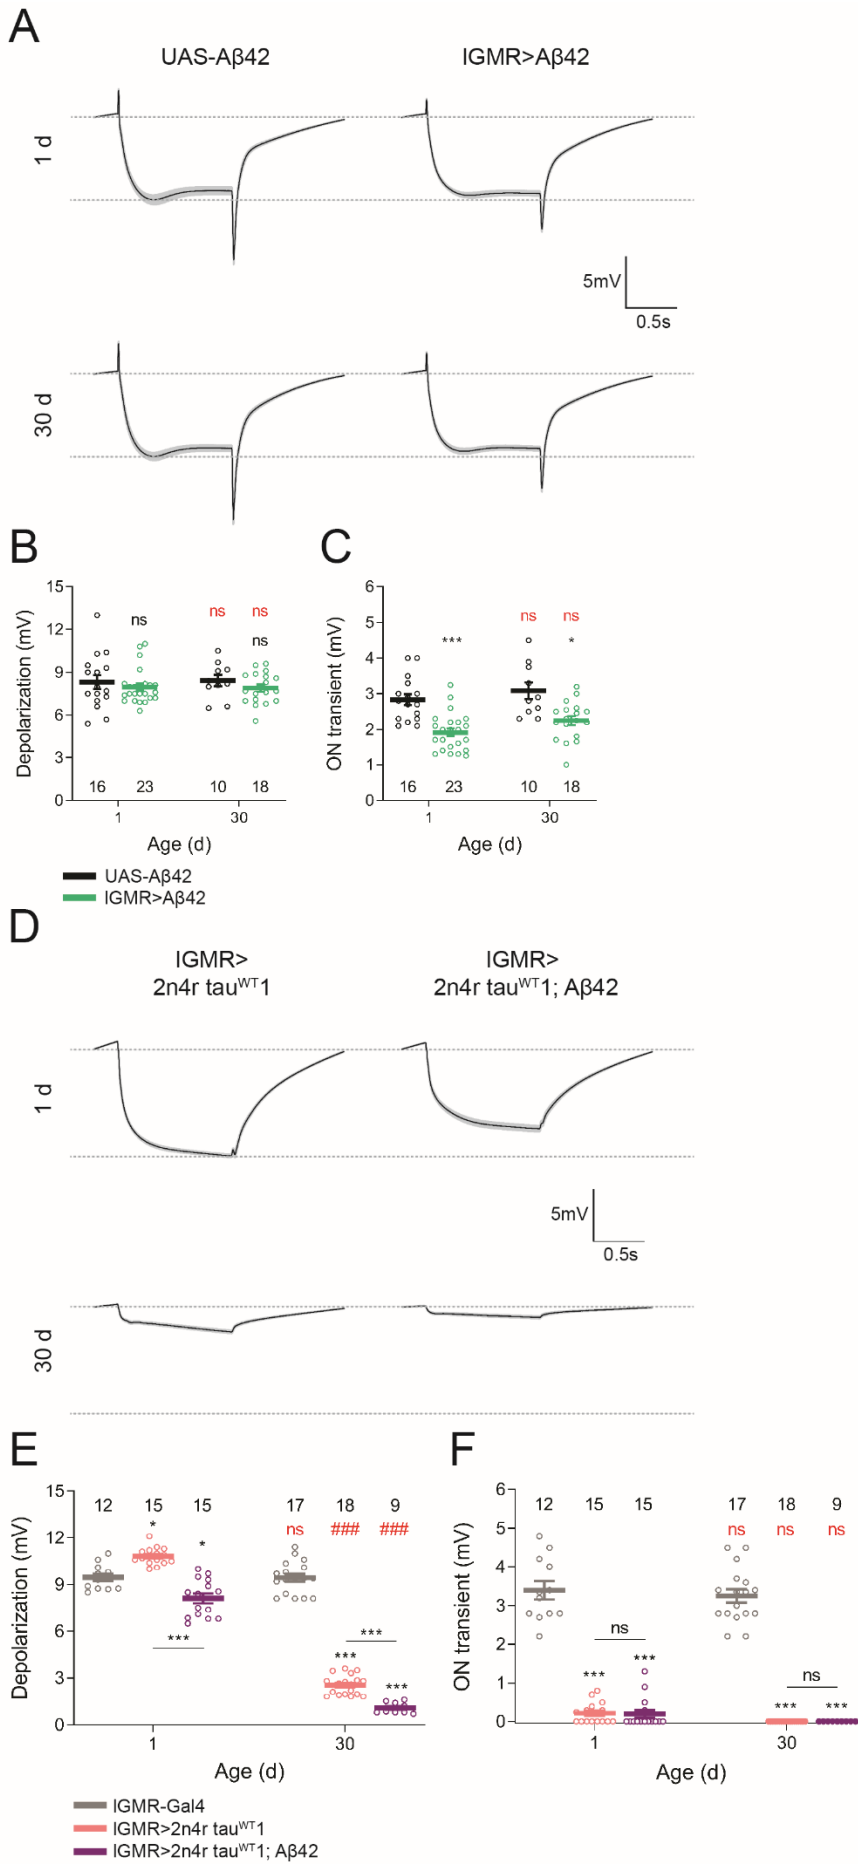 A
UAS-Aβ42 IGMR>Aβ42
1 d
5mV
0.5s
30 d
B
15
12
9
6
3
0
Depolarization (mV)
ns
ns ns
ns
16 23 10 18
1 30
Age (d)
C
6
5
4
3
2
1
0
ON transient (mV)
***
ns ns
*
16 23 10 18
1 30
Age (d)
UAS-Aβ42
IGMR>Aβ42
D
IGMR>
2n4r tauWT1
IGMR>
2n4r tauWT1; Aβ42
1 d
5mV
0.5s
30 d
E
15
12
9
6
3
0
Depolarization (mV)
12 15 15 17 18 9
* * ns ### ###
***
***
*** ***
1 30
Age (d)
F
6
5
4
3
2
1
0
ON transient (mV)
12 15 15 17 18 9
ns ns ns
ns
*** ***
ns
*** ***
1 30
Age (d)
IGMR-Gal4
IGMR>2n4r tauWT1
IGMR>2n4r tauWT1; Aβ42